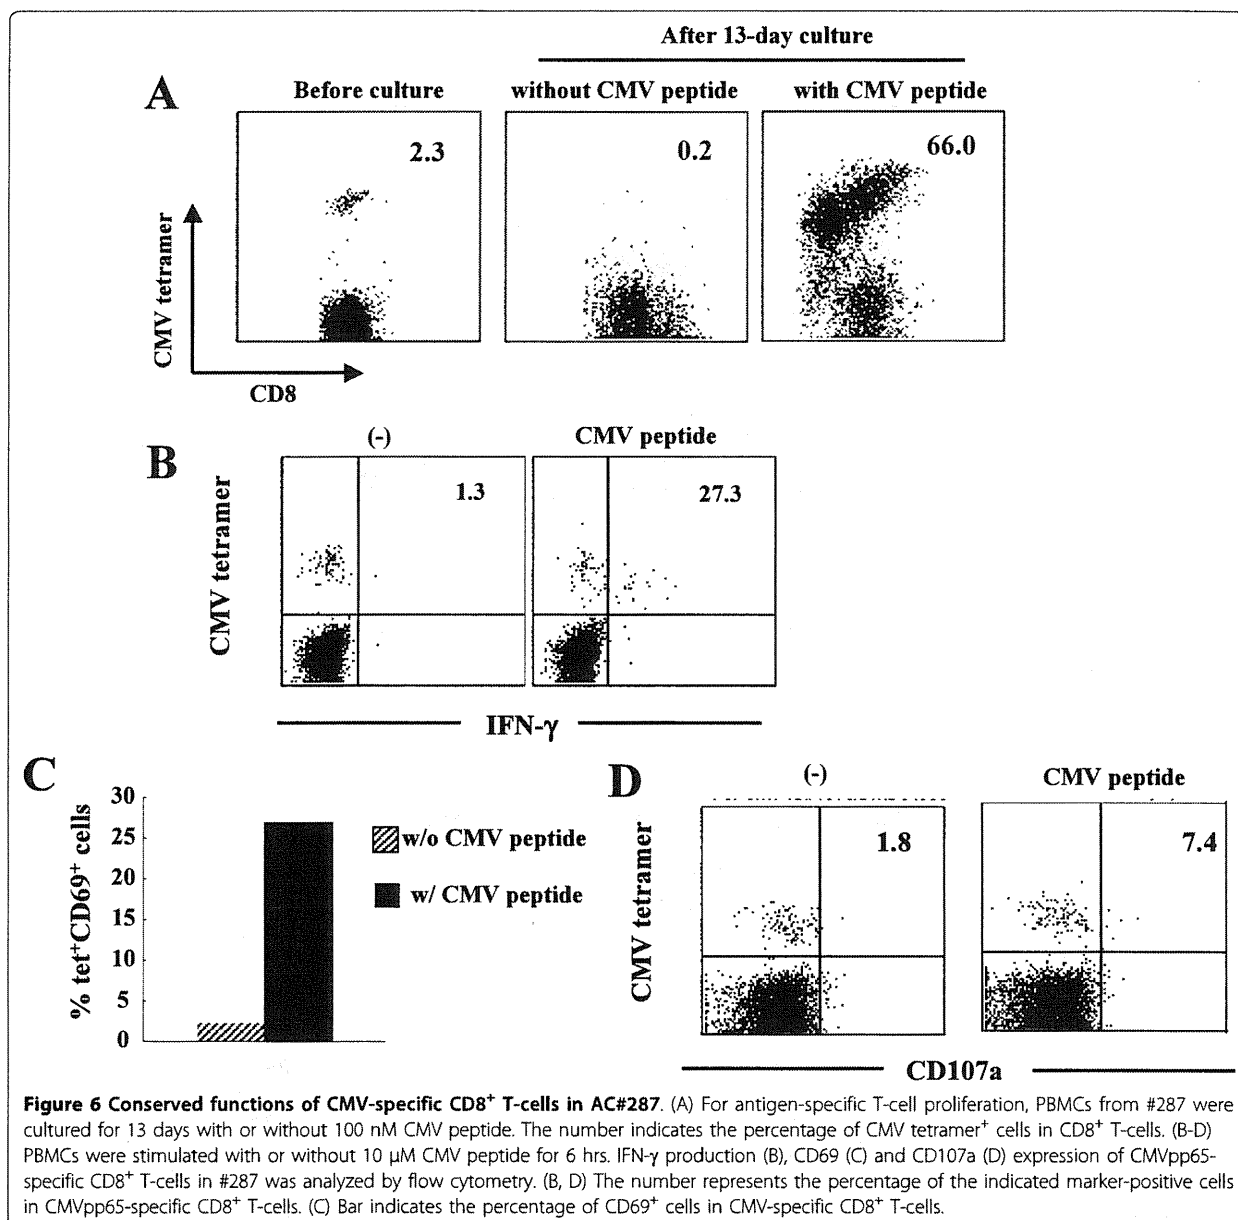 After 13-day culture
A
Before culture
without CMV peptide
with CMV peptide
2.3
0.2
66.0
CMV tetramer
CD8
B
(-)
CMV peptide
1.3
27.3
CMV tetramer
IFN-γ
C
30
25
20
15
10
5
0
% tet⁺CD69⁺ cells
w/o CMV peptide
w/ CMV peptide
D
(-)
CMV peptide
1.8
7.4
CMV tetramer
CD107a
Figure 6 Conserved functions of CMV-specific CD8⁺ T-cells in AC#287. (A) For antigen-specific T-cell proliferation, PBMCs from #287 were
cultured for 13 days with or without 100 nM CMV peptide. The number indicates the percentage of CMV tetramer⁺ cells in CD8⁺ T-cells. (B-D)
PBMCs were stimulated with or without 10 μM CMV peptide for 6 hrs. IFN-γ production (B), CD69 (C) and CD107a (D) expression of CMVpp65-
specific CD8⁺ T-cells in #287 was analyzed by flow cytometry. (B, D) The number represents the percentage of the indicated marker-positive cells
in CMVpp65-specific CD8⁺ T-cells. (C) Bar indicates the percentage of CD69⁺ cells in CMV-specific CD8⁺ T-cells.